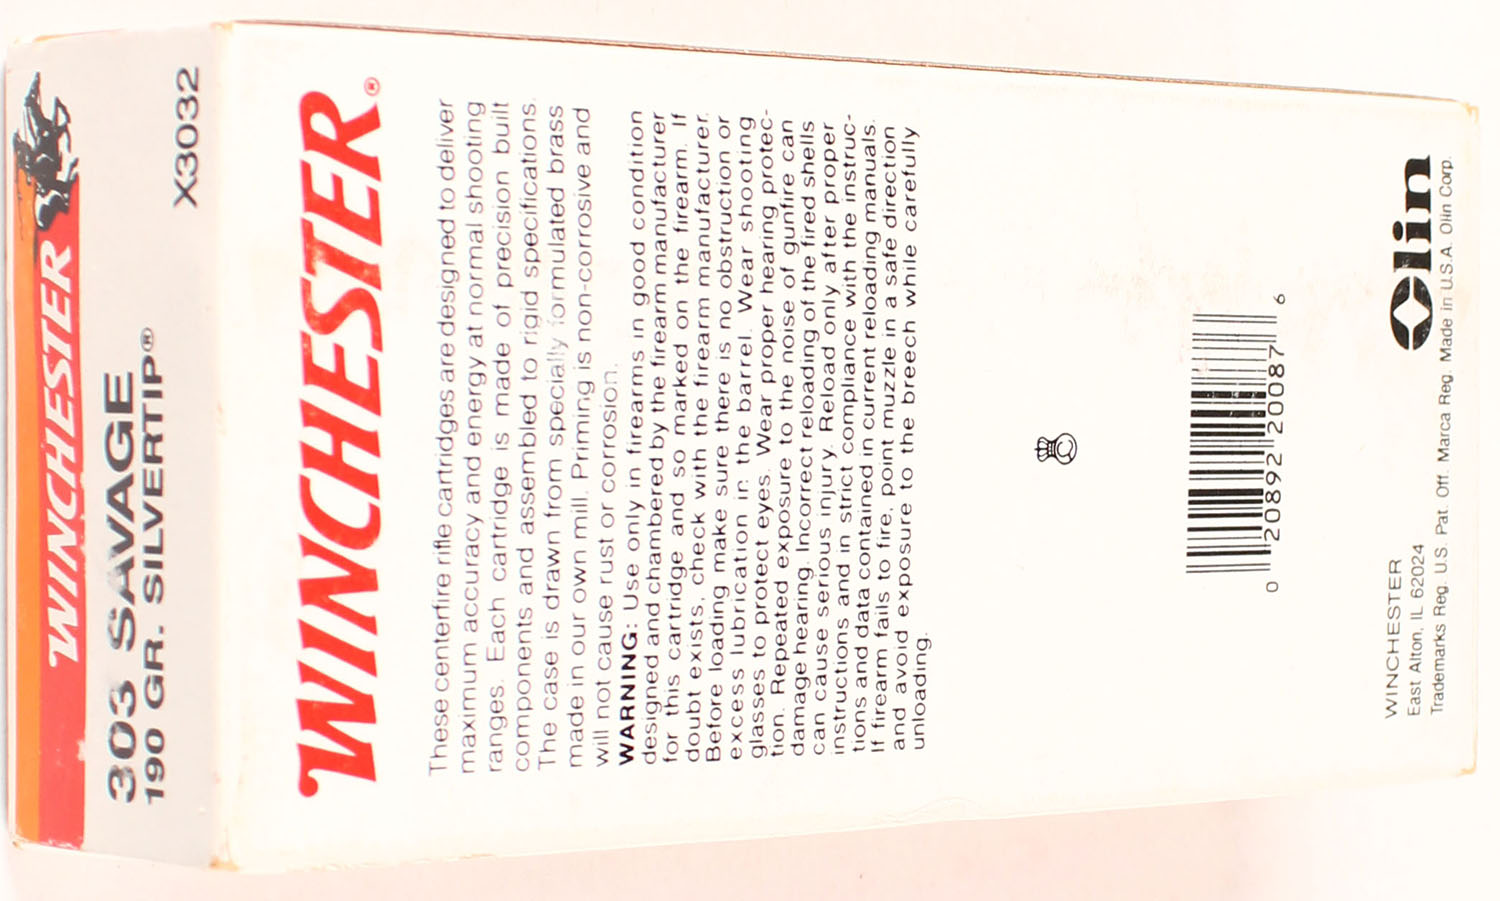 WINCHESTER
X3032
303 SAVAGE
190 GR. SILVERTIP®
WINCHESTER®
These centerfire rifle cartridges are designed to deliver
maximum accuracy and energy at normal shooting
ranges. Each cartridge is made of precision built
components and assembled to rigid specifications.
The case is drawn from specially formulated brass
made in our own mill. Priming is non-corrosive and
will not cause rust or corrosion.
WARNING: Use only in firearms in good condition
designed and chambered by the firearm manufacturer
for this cartridge and so marked on the firearm. If
doubt exists, check with the firearm manufacturer.
Before loading make sure there is no obstruction or
excess lubrication in the barrel. Wear shooting
glasses to protect eyes. Wear proper hearing protec-
tion. Repeated exposure to the noise of gunfire can
damage hearing. Incorrect reloading of the fired shells
can cause serious injury. Reload only after proper
instructions and in strict compliance with the instruc-
tions and data contained in current reloading manuals.
If firearm fails to fire, point muzzle in a safe direction
and avoid exposure to the breech while carefully
unloading.
0 20892 20087 6
WINCHESTER
East Alton, IL 62024
Olin
Trademarks Reg. U.S. Pat. Off. Marca Reg. Made in U.S.A. Olin Corp.